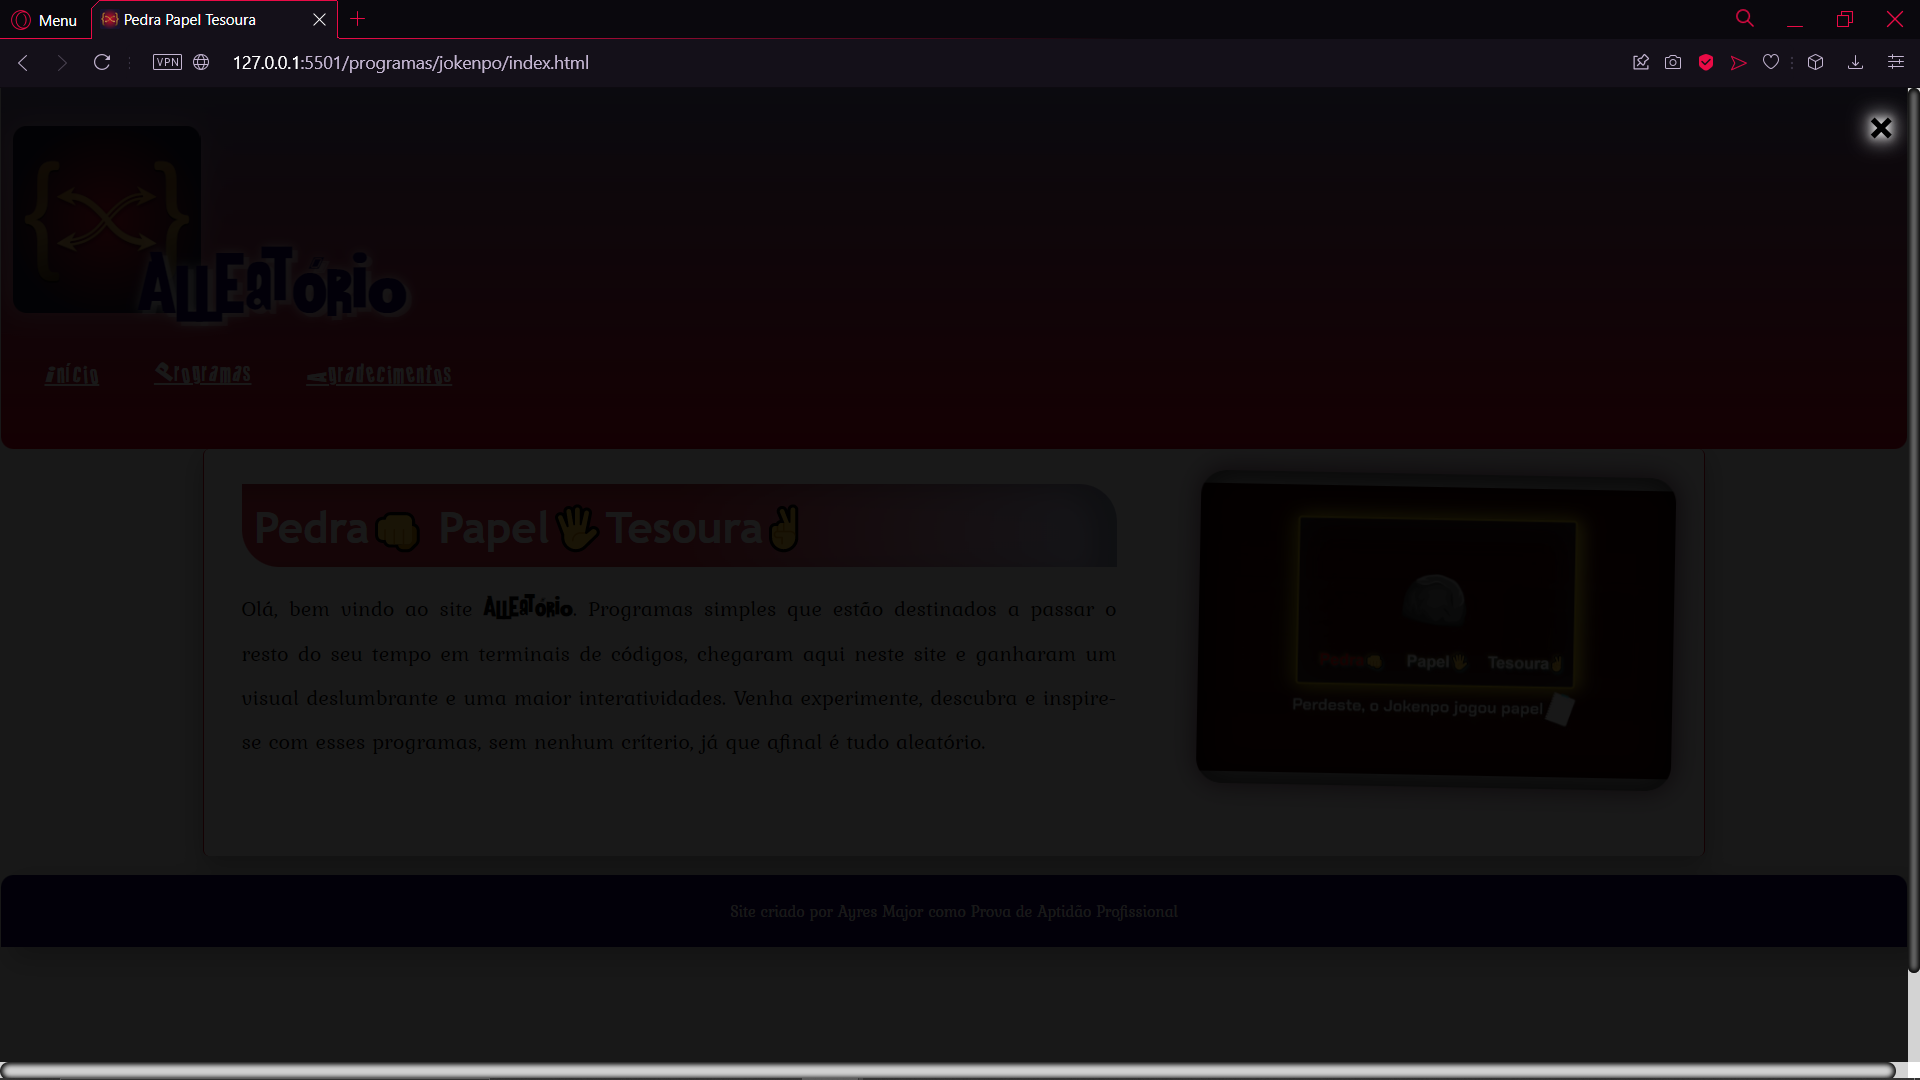 Menu
Pedra Papel Tesoura
VPN
127.0.0.1:5501/programas/jokenpo/index.html
AllEatório
Início Programas Agradecimentos
Pedra👊 Papel🖐Tesoura✌
Olá, bem vindo ao site AllEatório. Programas simples que estão destinados a passar o
resto do seu tempo em terminais de códigos, chegaram aqui neste site e ganharam um
visual deslumbrante e uma maior interatividades. Venha experimente, descubra e inspire-
se com esses programas, sem nenhum críterio, já que afinal é tudo aleatório.
Pedra👊 Papel🖐 Tesoura✌
Perdeste, o Jokenpo jogou papel
Site criado por Ayres Major como Prova de Aptidão Profissional